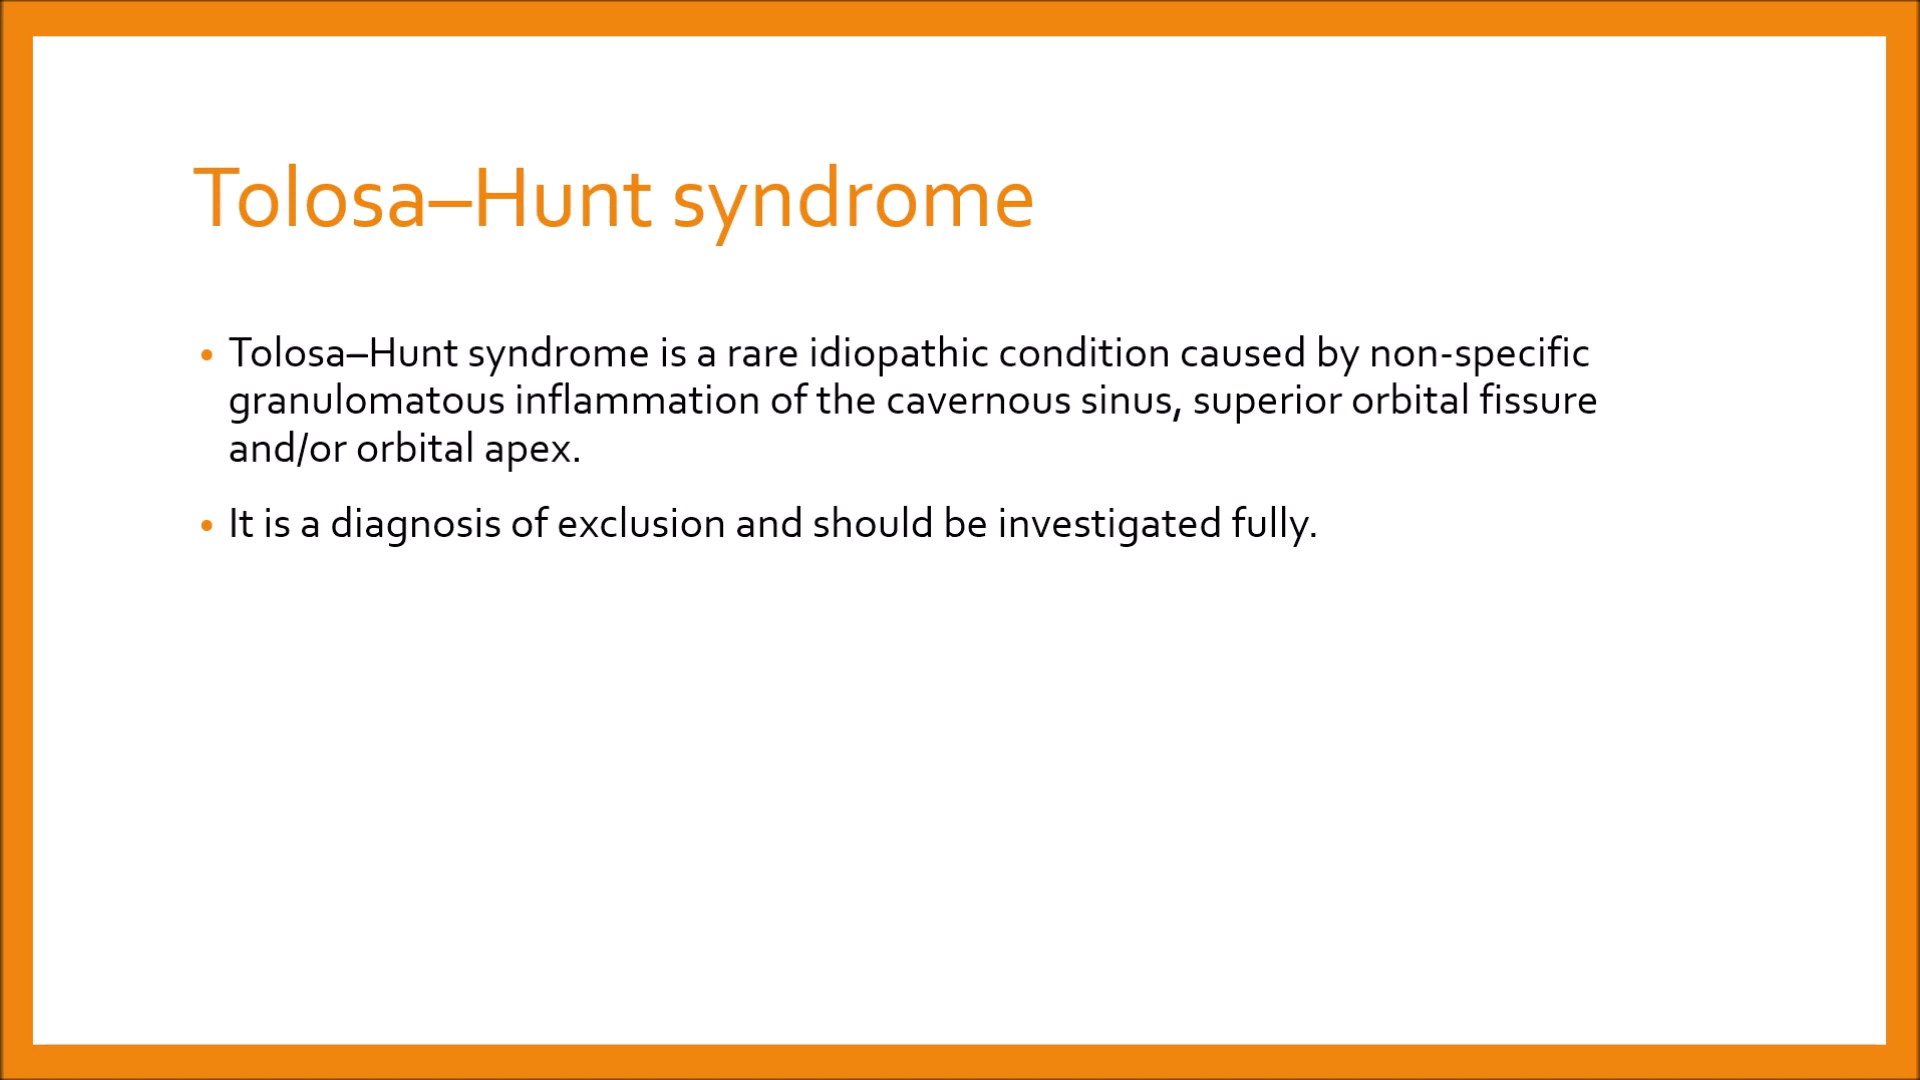 Tolosa–Hunt syndrome
• Tolosa–Hunt syndrome is a rare idiopathic condition caused by non-specific
granulomatous inflammation of the cavernous sinus, superior orbital fissure
and/or orbital apex.
• It is a diagnosis of exclusion and should be investigated fully.